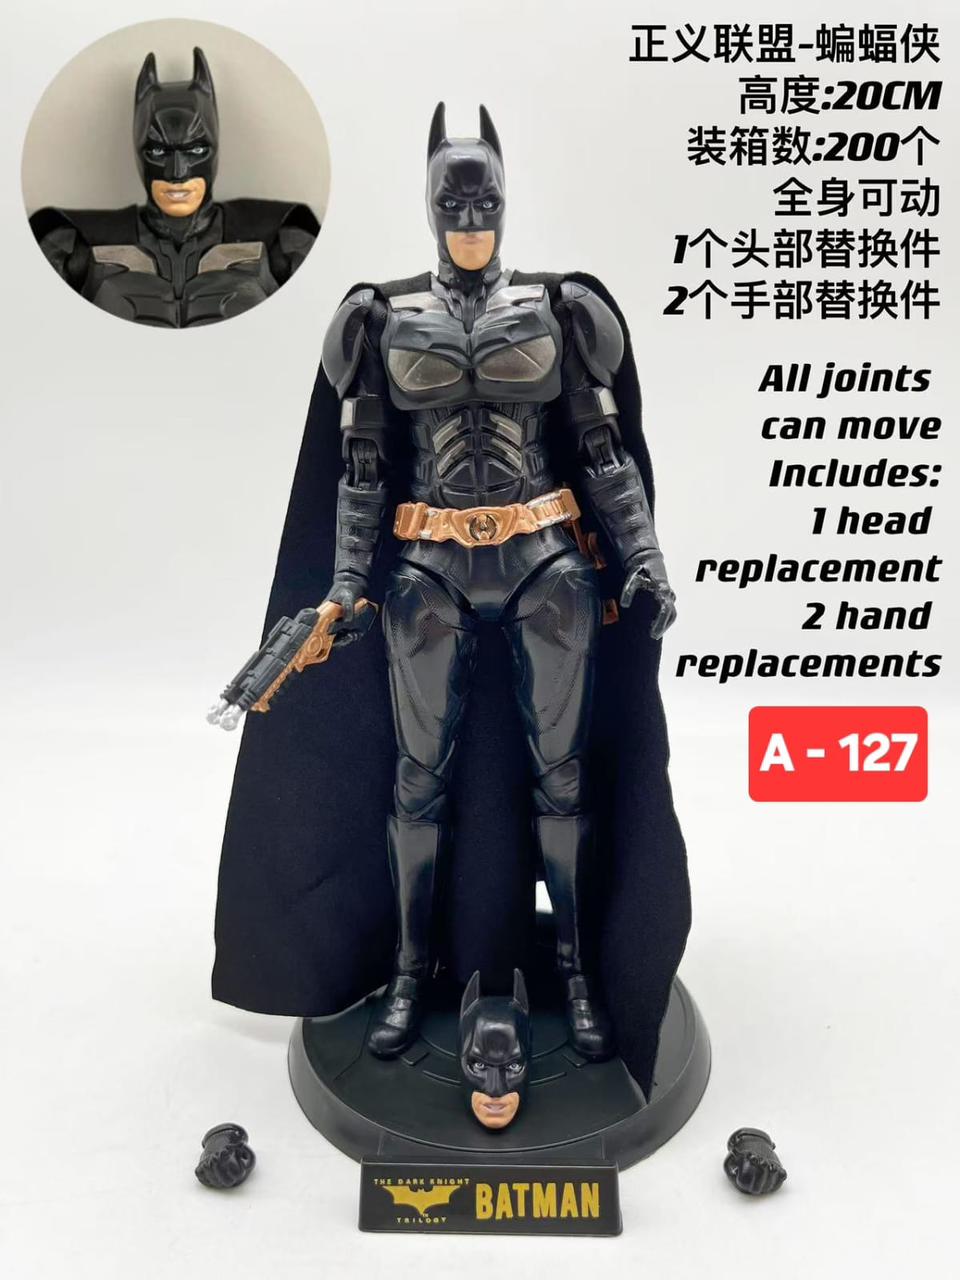 正义联盟-蝙蝠侠
高度:20CM
装箱数:200个
全身可动
1个头部替换件
2个手部替换件
All joints
can move
Includes:
1 head
replacement
2 hand
replacements
A - 127
THE DARK KNIGHT
TRILOGY
BATMAN